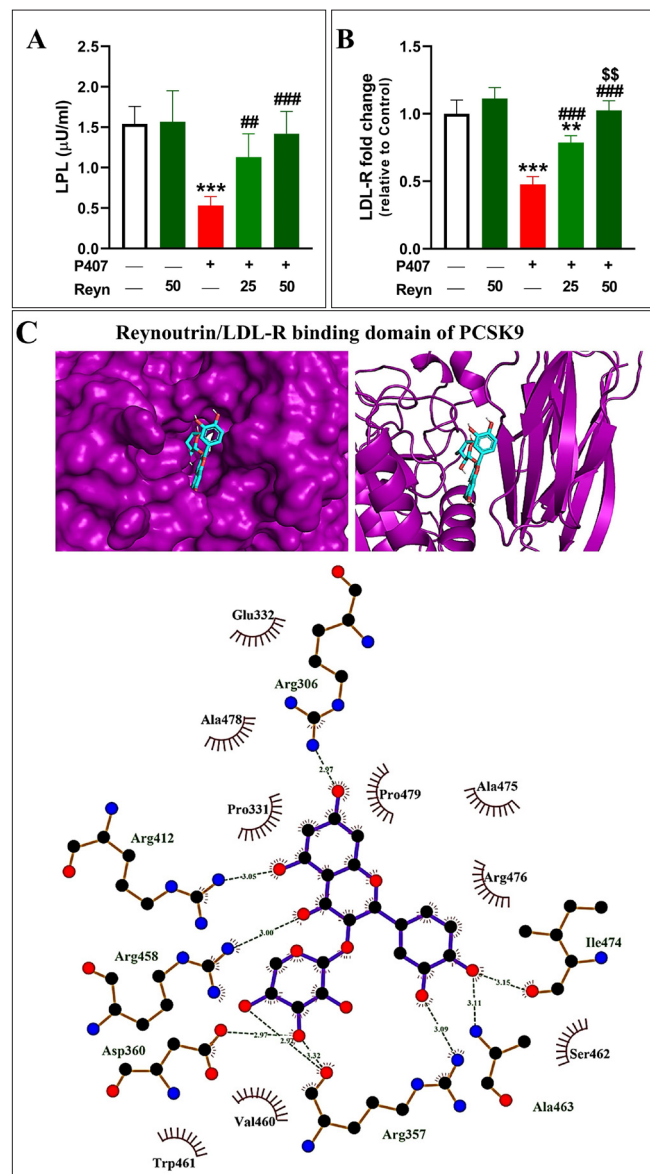 A
LPL (μU/ml)
2.5
2.0
1.5
1.0
0.5
0.0
***
##
###
P407 — — + + +
Reyn — 50 — 25 50
B
LDL-R fold change
(relative to Control)
1.5
1.0
0.5
0.0
***
###
**
$$
###
P407 — — + + +
Reyn — 50 — 25 50
C
Reynoutrin/LDL-R binding domain of PCSK9
Glu332
Arg306
Ala478
2.97
Pro331
Pro479
Ala475
Arg412
Arg476
3.05
Arg458
3.00
Ile474
3.15
3.11
Asp360
2.97
2.92
3.32
3.09
Ser462
Val460
Ala463
Arg357
Trp461